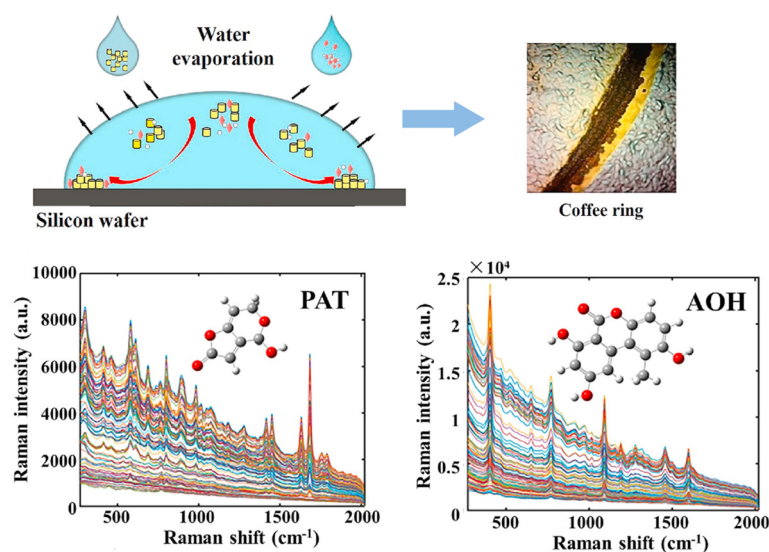 Water
evaporation
Silicon wafer
Coffee ring
10000
8000
6000
4000
2000
0
500
1000
1500
2000
Raman intensity (a.u.)
Raman shift (cm⁻¹)
PAT
×10⁴
2.5
2
1.5
1
0.5
0
500
1000
1500
2000
Raman intensity (a.u.)
Raman shift (cm⁻¹)
AOH